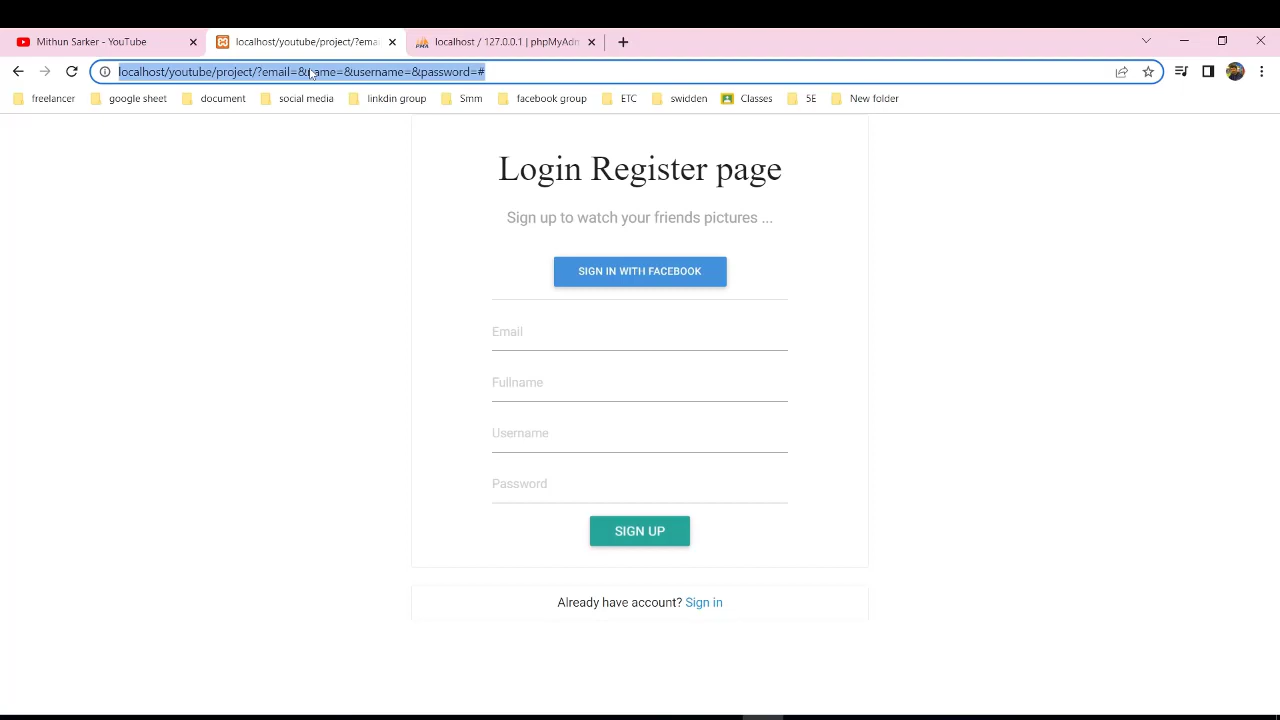 Mithun Sarker - YouTube
localhost/youtube/project/?emai
localhost / 127.0.0.1 | phpMyAdn
localhost/youtube/project/?email=&name=&username=&password=#
freelancer
google sheet
document
social media
linkdin group
Smm
facebook group
ETC
swidden
Classes
5E
New folder
Login Register page
Sign up to watch your friends pictures ...
SIGN IN WITH FACEBOOK
Email
Fullname
Username
Password
SIGN UP
Already have account? Sign in